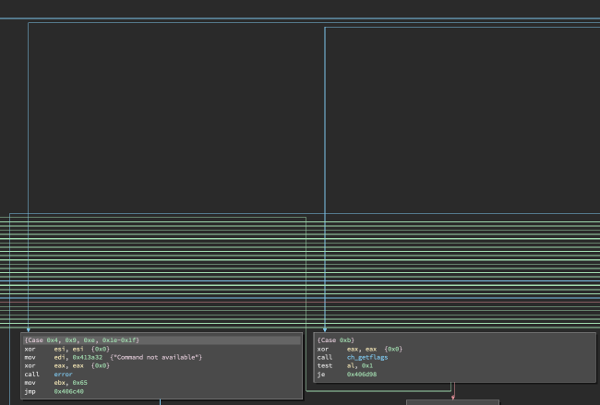 (Case 0x4, 0x9, 0xe, 0x1e-0x1f)
xor esi, esi {0x0}
mov edi, 0x413a32 {"Command not available"}
xor eax, eax {0x0}
call error
mov ebx, 0x65
jmp 0x406c40
(Case 0xb)
xor eax, eax {0x0}
call ch_getflags
test al, 0x1
je 0x406d98